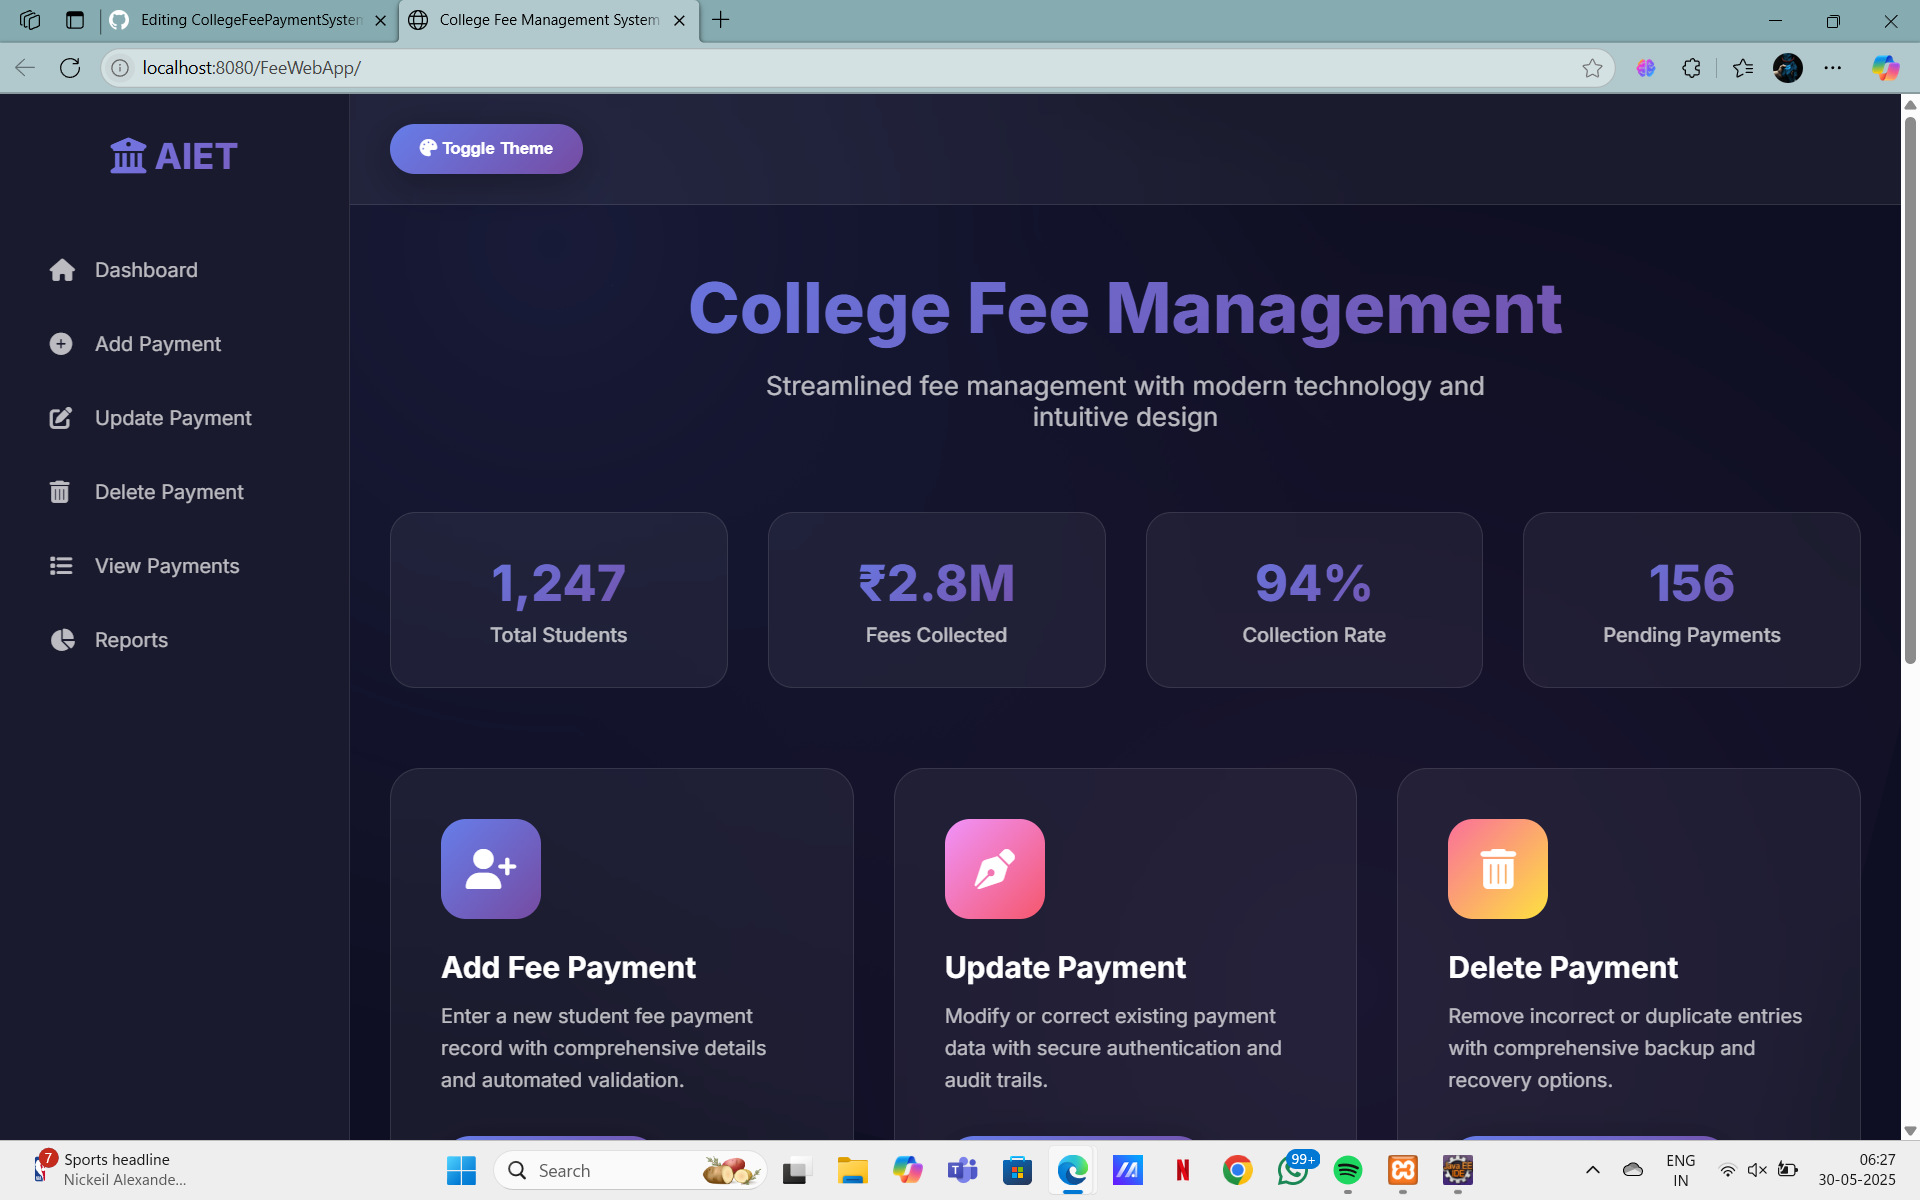 Editing CollegeFeePaymentSystem
College Fee Management System
localhost:8080/FeeWebApp/
AIET
Toggle Theme
Dashboard
Add Payment
Update Payment
Delete Payment
View Payments
Reports
College Fee Management
Streamlined fee management with modern technology and
intuitive design
1,247
Total Students
₹2.8M
Fees Collected
94%
Collection Rate
156
Pending Payments
Add Fee Payment
Enter a new student fee payment
record with comprehensive details
and automated validation.
Update Payment
Modify or correct existing payment
data with secure authentication and
audit trails.
Delete Payment
Remove incorrect or duplicate entries
with comprehensive backup and
recovery options.
7
Sports headline
Nickeil Alexande...
Search
99+
Java EE
IDE
ENG
IN
06:27
30-05-2025